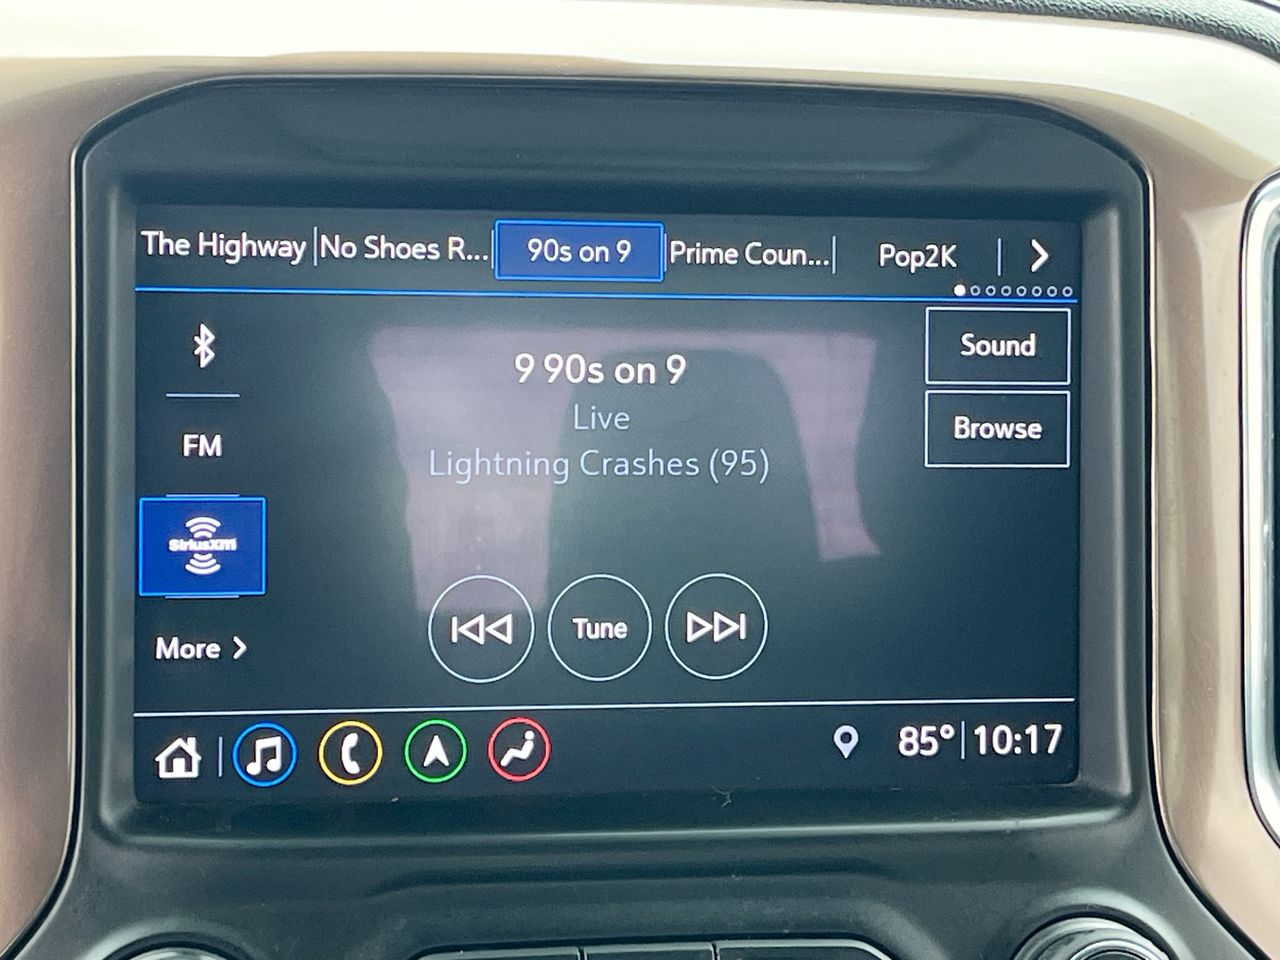 The Highway
No Shoes R...
90s on 9
Prime Coun...
Pop2K
Sound
9 90s on 9
Live
Browse
FM
Lightning Crashes (95)
SiriusXM
More
Tune
85°
10:17